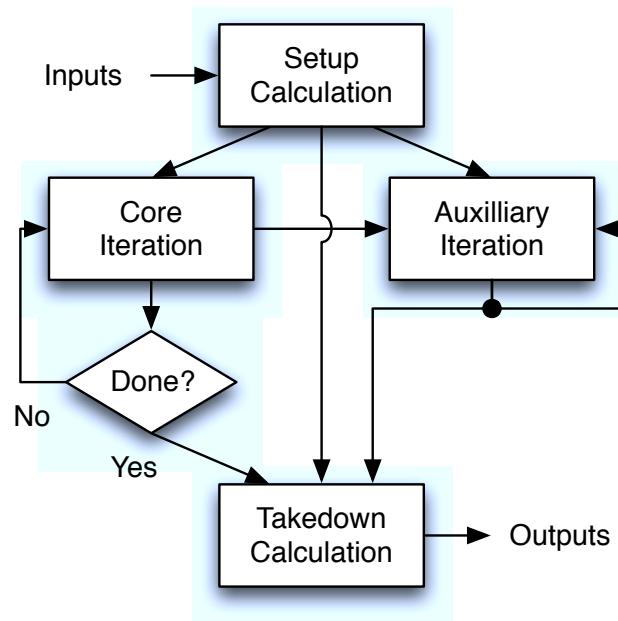 Setup
Calculation
Inputs
Core
Iteration
Auxilliary
Iteration
Done?
No
Yes
Takedown
Calculation
Outputs